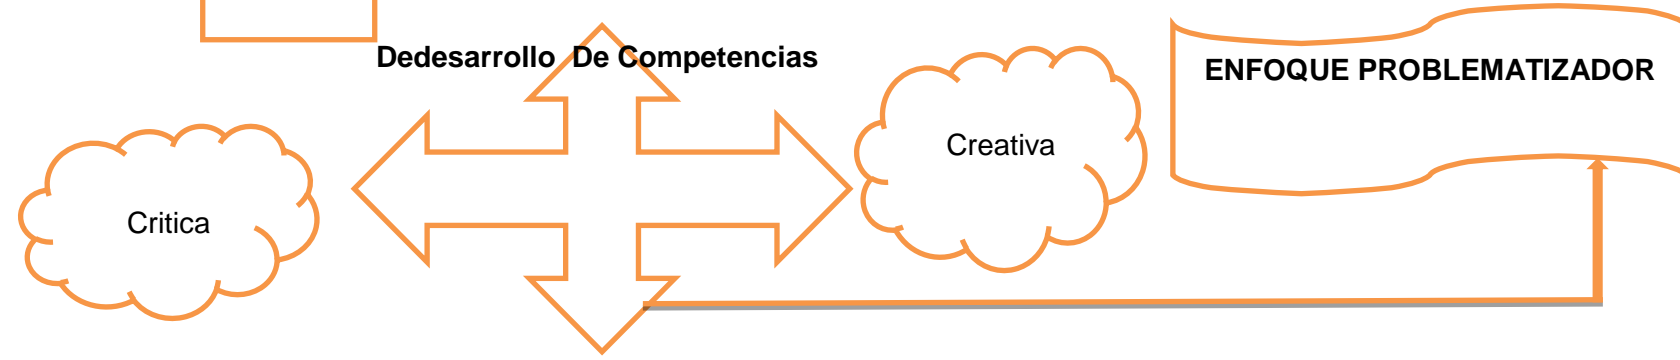 Dedesarrollo De Competencias
ENFOQUE PROBLEMATIZADOR
Creativa
Critica